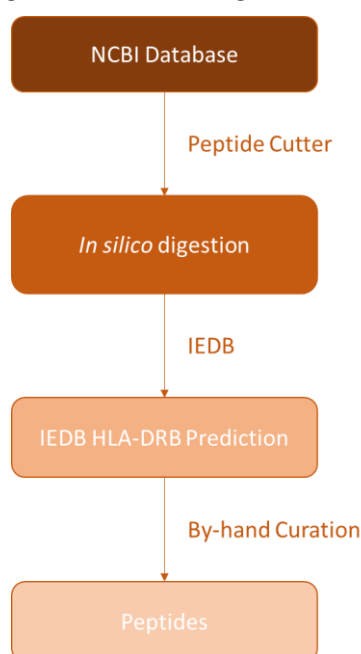 NCBI Database
Peptide Cutter
In silico digestion
IEDB
IEDB HLA-DRB Prediction
By-hand Curation
Peptides